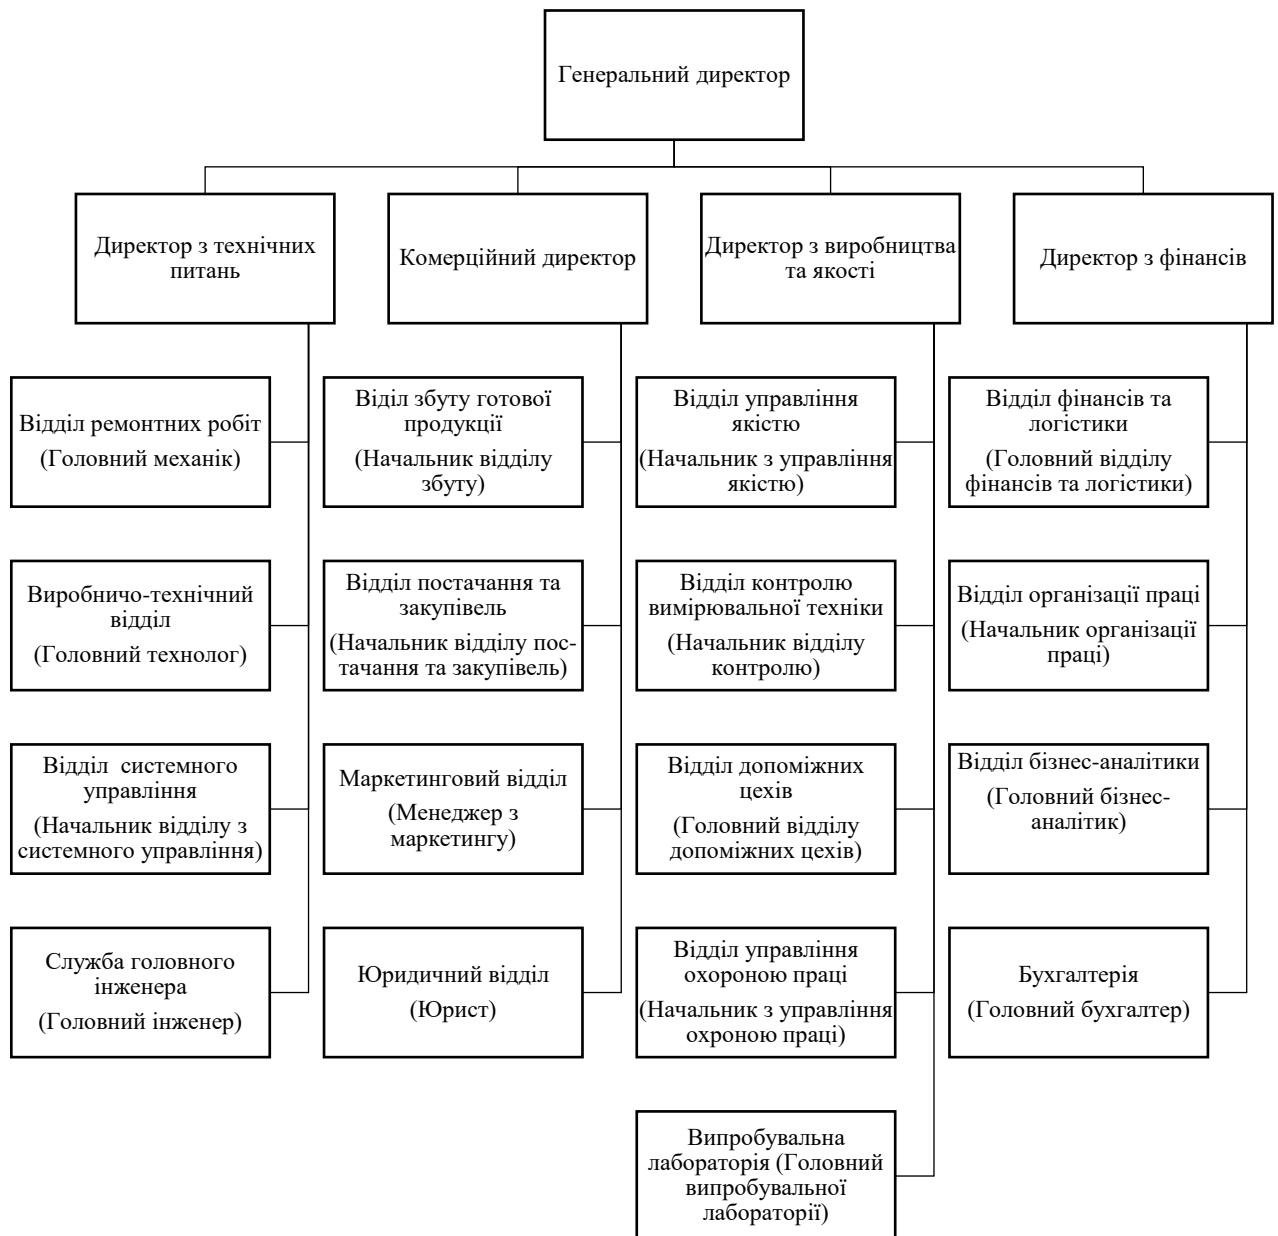 Генеральний директор
Директор з технічних
питань
Комерційний директор
Директор з виробництва
та якості
Директор з фінансів
Відділ ремонтних робіт
(Головний механік)
Віділ збуту готової
продукції
(Начальник відділу
збуту)
Відділ управління
якістю
(Начальник з управління
якістю)
Відділ фінансів та
логістики
(Головний відділу
фінансів та логістики)
Виробничо-технічний
відділ
(Головний технолог)
Відділ постачання та
закупівель
(Начальник відділу пос-
тачання та закупівель)
Відділ контролю
вимірювальної техніки
(Начальник відділу
контролю)
Відділ організації праці
(Начальник організації
праці)
Відділ системного
управління
(Начальник відділу з
системного управління)
Маркетинговий відділ
(Менеджер з
маркетингу)
Відділ допоміжних
цехів
(Головний відділу
допоміжних цехів)
Відділ бізнес-аналітики
(Головний бізнес-
аналітик)
Служба головного
інженера
(Головний інженер)
Юридичний відділ
(Юрист)
Відділ управління
охороною праці
(Начальник з управління
охроною праці)
Бухгалтерія
(Головний бухгалтер)
Випробувальна
лабораторія (Головний
випробувальної
лабораторії)